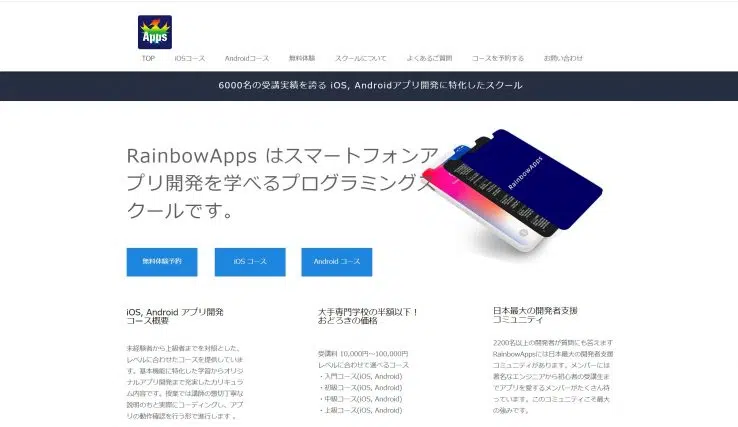 Apps
TOP iOSコース Androidコース 無料体験 スクールについて よくあるご質問 コースを予約する お問い合わせ
6000名の受講実績を誇る iOS, Androidアプリ開発に特化したスクール
RainbowApps はスマートフォンア
プリ開発を学べるプログラミングス
クールです。
RainbowApps
無料体験予約 iOS コース Android コース
iOS, Android アプリ開発
コース概要
未経験者から上級者までを対象とした、
レベルに合わせたコースを提供していま
す。基本機能に特化した学習からオリジ
ナルアプリ開発まで充実したカリキュラ
ム内容です。授業では講師の懇切丁寧な
説明のもと実際にコーディングし、アプ
リの動作確認を行う形で進行します 。
大手専門学校の半額以下！
おどろきの価格
受講料 10,000円〜100,000円
レベルに合わせて選べるコース
・入門コース(iOS, Android)
・初級コース(iOS, Android)
・中級コース(iOS, Android)
・上級コース(iOS, Android)
日本最大の開発者支援
コミュニティ
2200名以上の開発者が質問にも答えます
RainbowAppsには日本最大の開発者支援
コミュニティがあります。メンバーには
著名なエンジニアから初心者の受講生ま
でアプリを愛するメンバーがたくさん持
っています。このコミュニティこそ最大
の強みです。